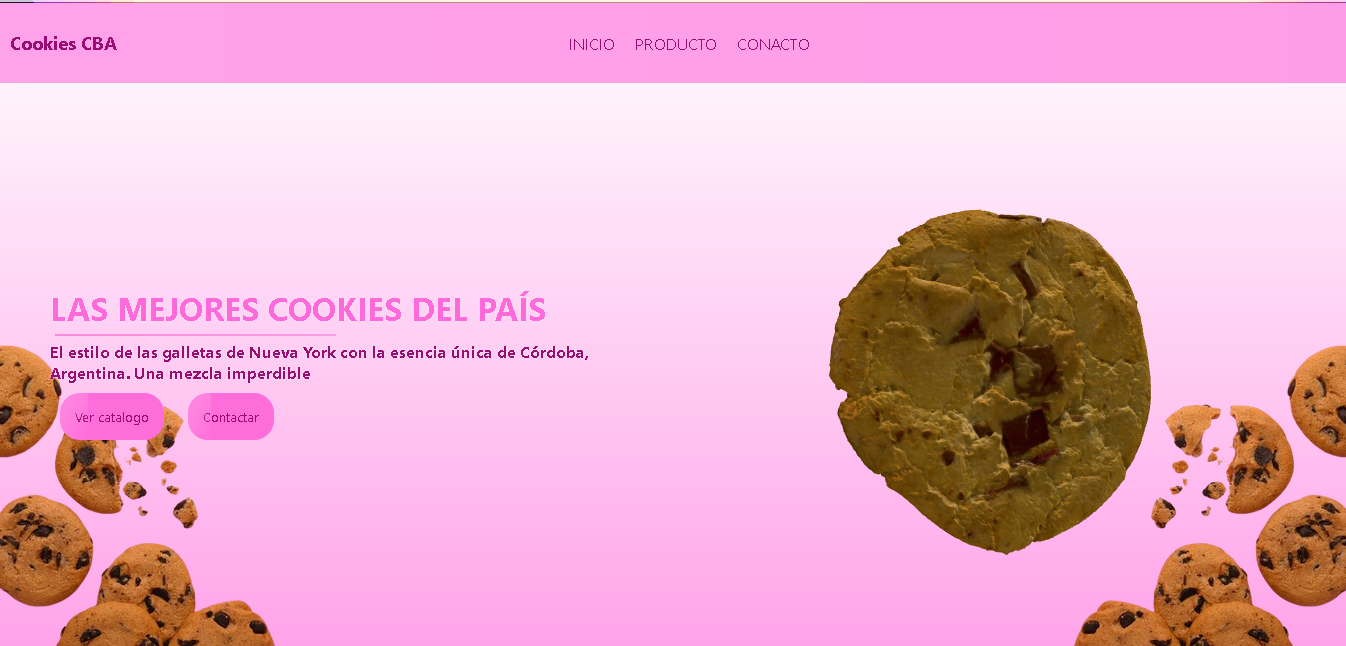 Cookies CBA
INICIO PRODUCTO CONACTO
LAS MEJORES COOKIES DEL PAÍS
El estilo de las galletas de Nueva York con la esencia única de Córdoba,
Argentina. Una mezcla imperdible
Ver catalogo Contactar